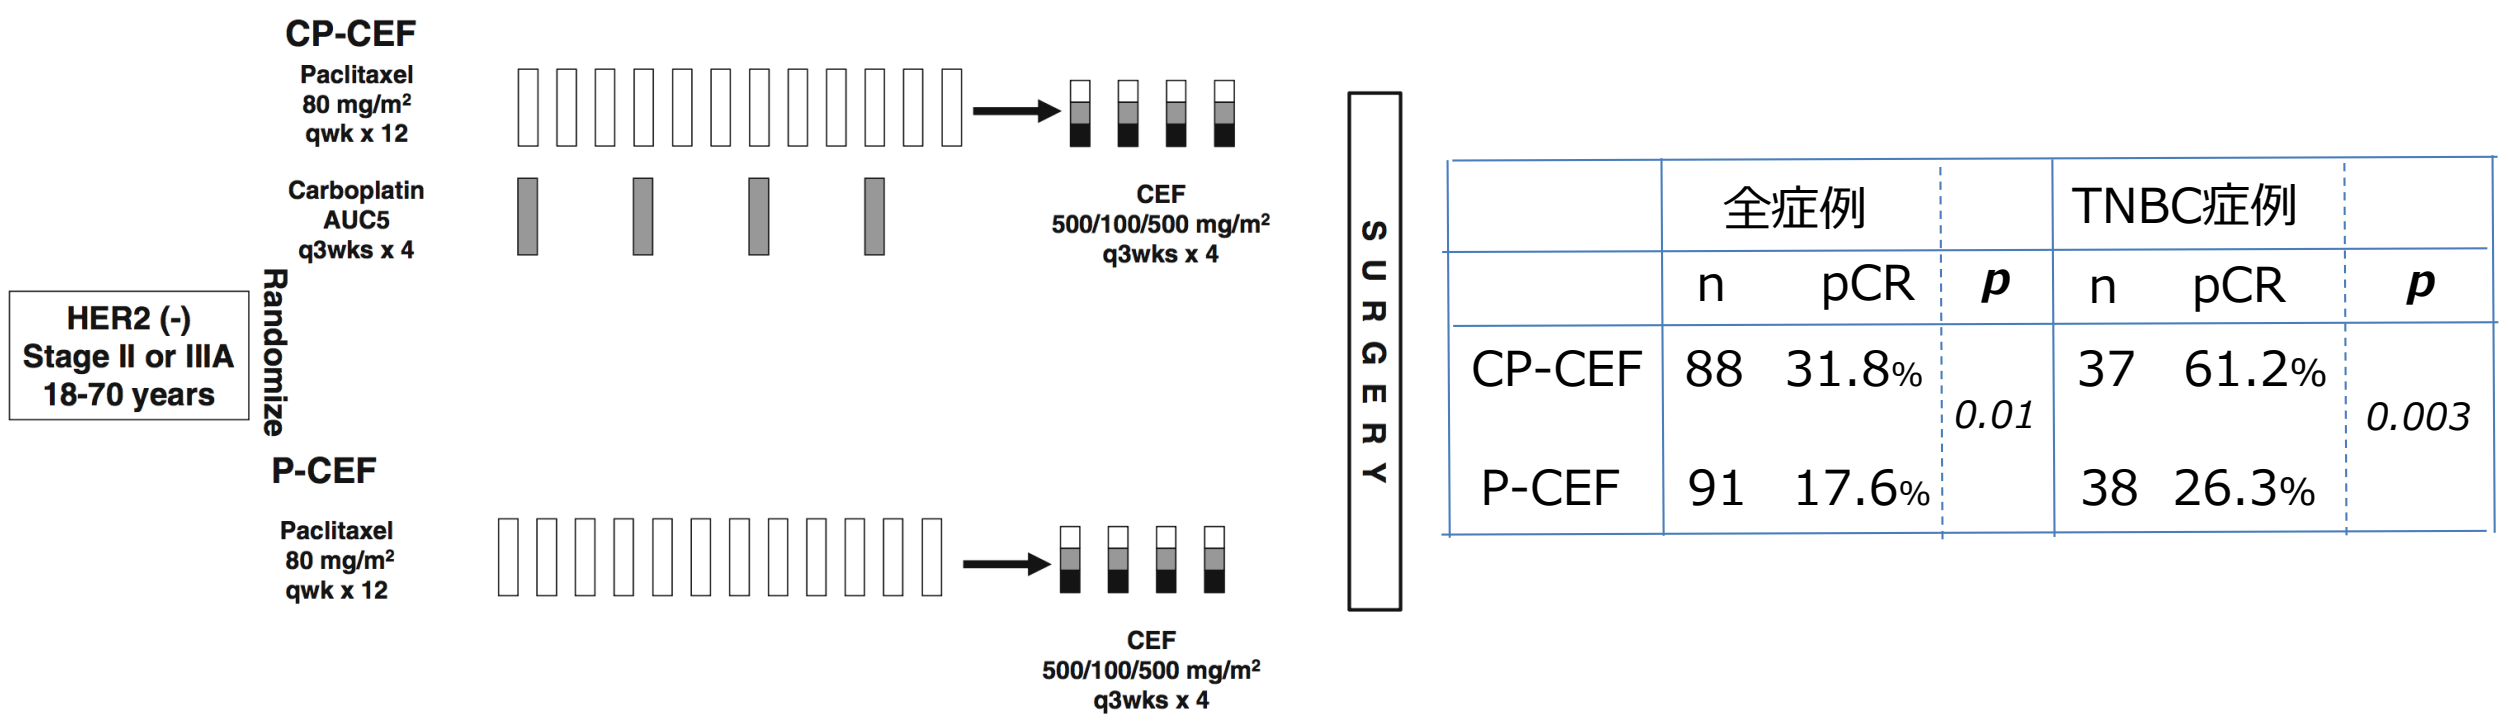 CP-CEF
Paclitaxel
80 mg/m²
qwk x 12
Carboplatin
AUC5
q3wks x 4
CEF
500/100/500 mg/m²
q3wks x 4
HER2 (-)
Stage II or IIIA
18-70 years
Randomize
P-CEF
Paclitaxel
80 mg/m²
qwk x 12
CEF
500/100/500 mg/m²
q3wks x 4
SURGERY
全症例 TNBC症例
n pCR p n pCR p
CP-CEF 88 31.8% 37 61.2%
0.01 0.003
P-CEF 91 17.6% 38 26.3%